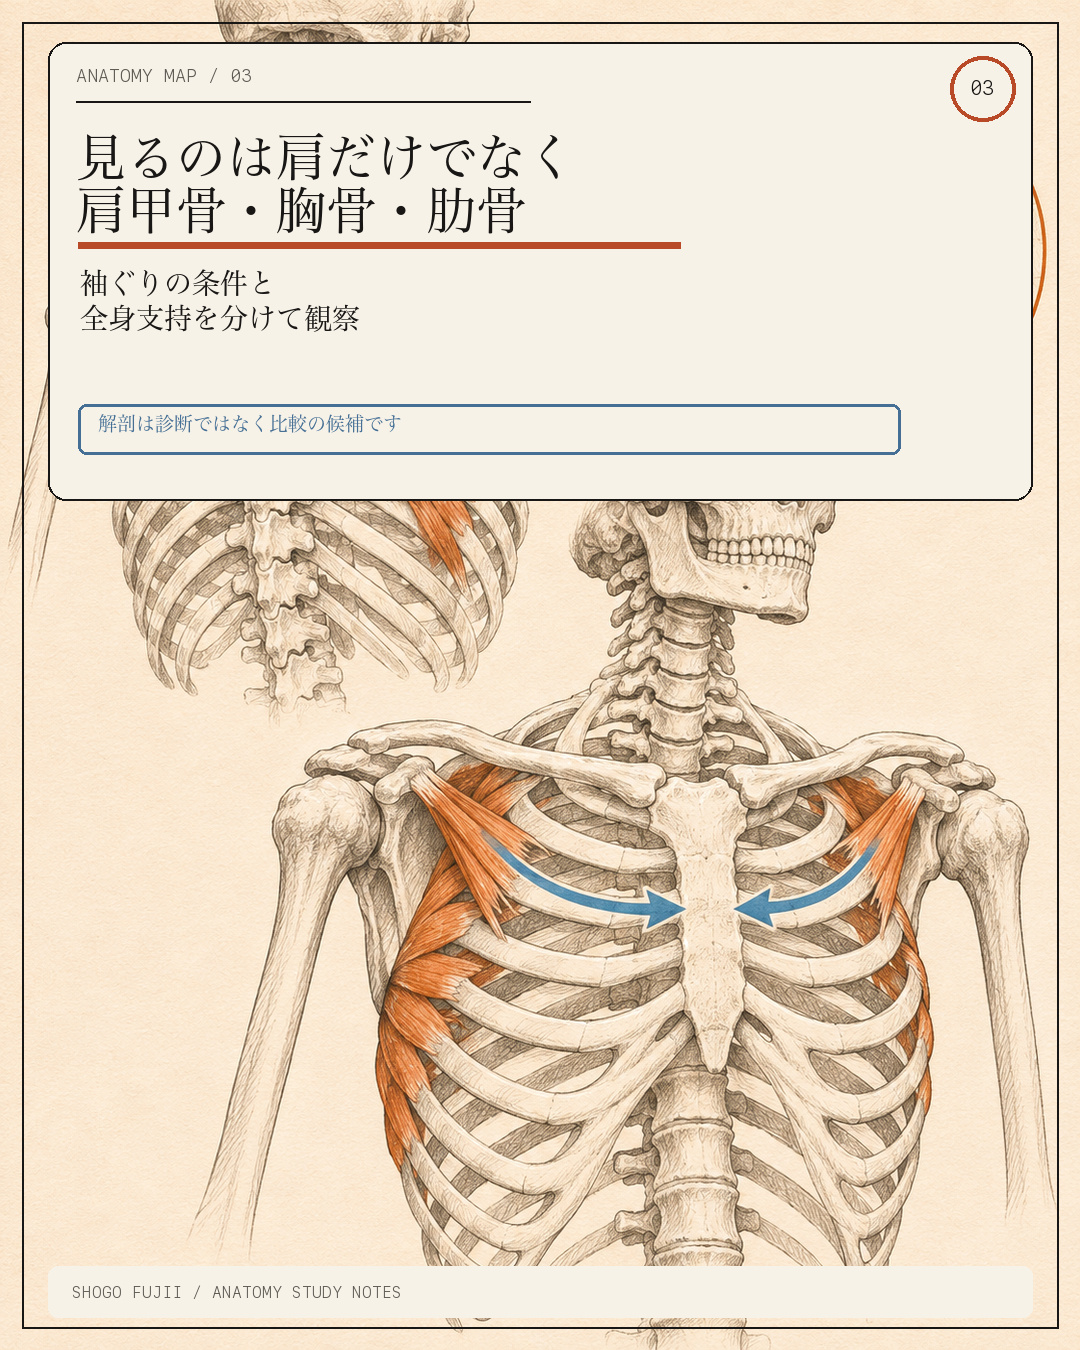 ANATOMY MAP / 03
03
見るのは肩だけでなく
肩甲骨・胸骨・肋骨
袖ぐりの条件と
全身支持を分けて観察
解剖は診断ではなく比較の候補です
SHOGO FUJII / ANATOMY STUDY NOTES